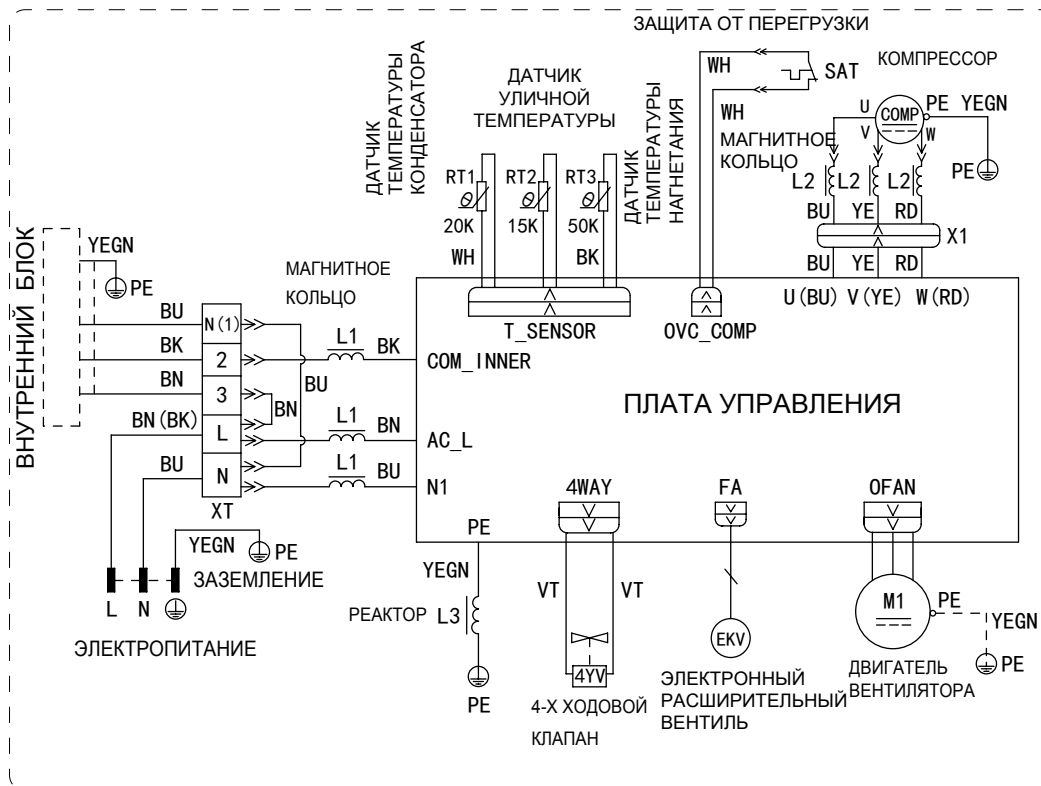 ЗАЩИТА ОТ ПЕРЕГРУЗКИ
ДАТЧИК
ТЕМПЕРАТУРЫ
КОНДЕНСАТОРА
ДАТЧИК
УЛИЧНОЙ
ТЕМПЕРАТУРЫ
ДАТЧИК
ТЕМПЕРАТУРЫ
НАГНЕТАНИЯ
WH
WH
SAT
КОМПРЕССОР
U
V
W
COMP
PE YEGN
PE
МАГНИТНОЕ
КОЛЬЦО
L2 L2 L2
BU YE RD
X1
BU YE RD
RT1
20K
WH
RT2
15K
RT3
50K
BK
ВНУТРЕННИЙ БЛОК
YEGN
PE
МАГНИТНОЕ
КОЛЬЦО
T_SENSOR
OVC_COMP
U(BU) V(YE) W(RD)
BU
N(1)
BK
2
L1
BK
COM_INNER
BU
BN
3
BN
BN(BK)
L
L1
BN
AC_L
BU
N
L1
BU
N1
XT
ПЛАТА УПРАВЛЕНИЯ
4WAY
FA
OFAN
PE
YEGN
PE
ЗАЗЕМЛЕНИЕ
L N
ЭЛЕКТРОПИТАНИЕ
YEGN
РЕАКТОР L3
PE
VT
VT
4YV
4-Х ХОДОВОЙ
КЛАПАН
EKV
ЭЛЕКТРОННЫЙ
РАСШИРИТЕЛЬНЫЙ
ВЕНТИЛЬ
M1
PE
YEGN
PE
ДВИГАТЕЛЬ
ВЕНТИЛЯТОРА